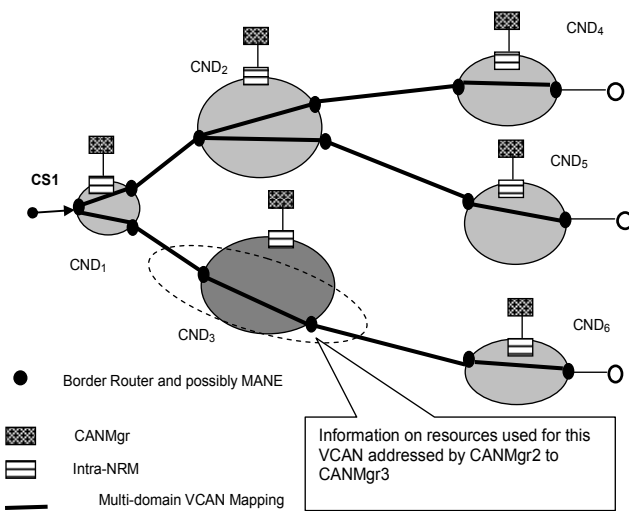 CND4
CND2
CND5
CS1
CND1
CND3
CND6
Border Router and possibly MANE
CANMgr
Intra-NRM
Multi-domain VCAN Mapping
Information on resources used for this
VCAN addressed by CANMgr2 to
CANMgr3